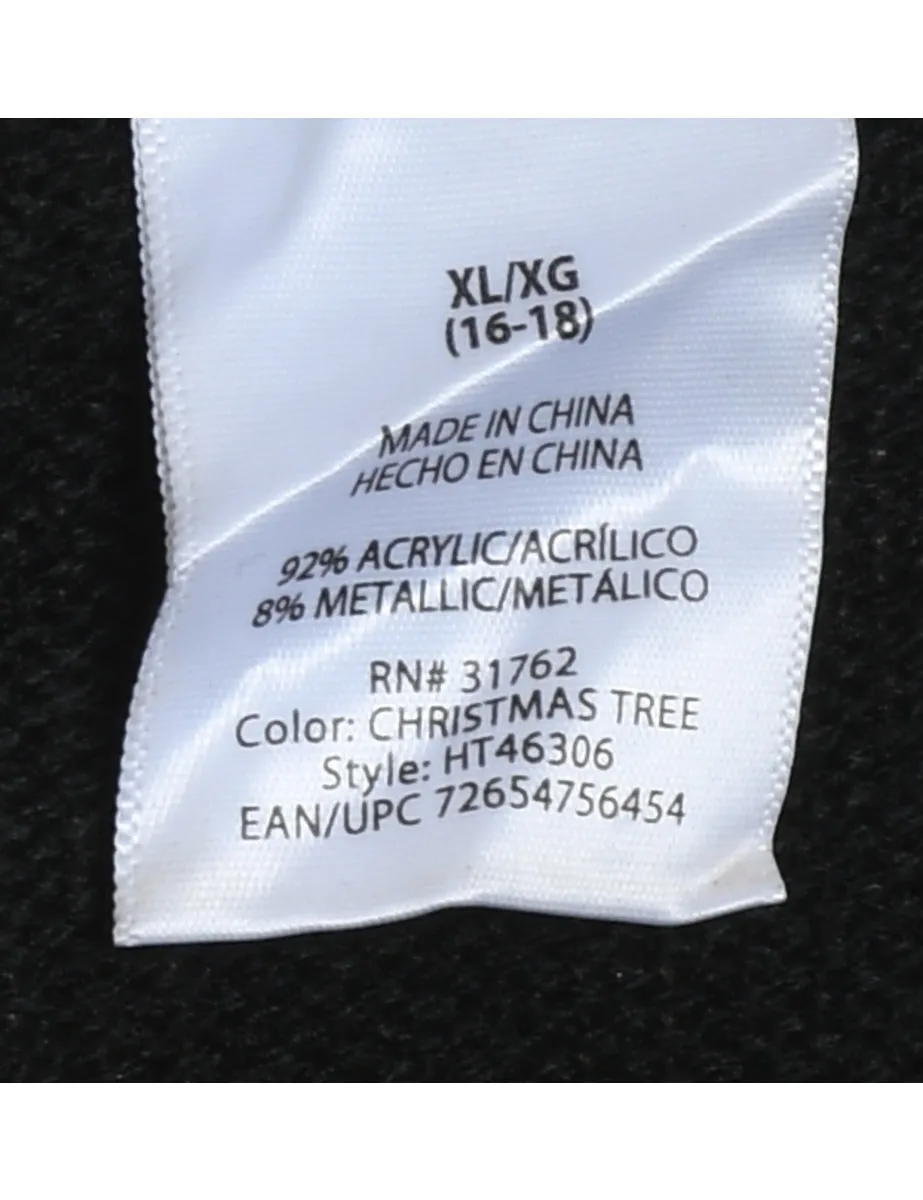 XL/XG
(16-18)
MADE IN CHINA
HECHO EN CHINA
92% ACRYLIC/ACRÍLICO
8% METALLIC/METÁLICO
RN# 31762
Color: CHRISTMAS TREE
Style: HT46306
EAN/UPC 72654756454